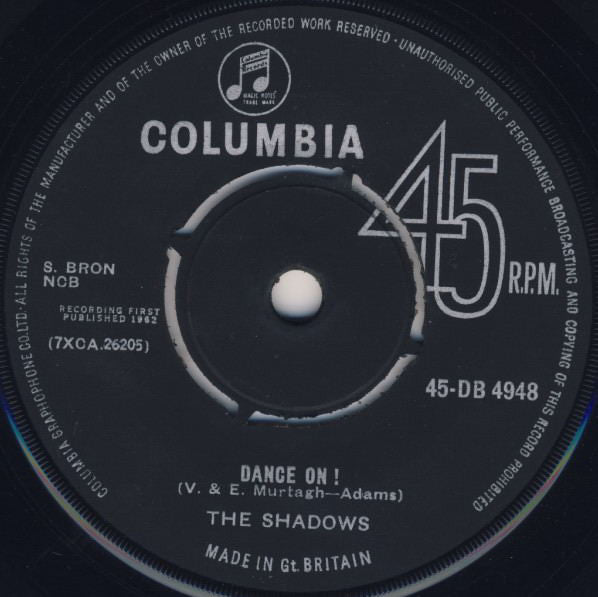 COLUMBIA GRAPHOPHONE CO.LTD · ALL RIGHTS OF THE MANUFACTURER AND OF THE OWNER OF THE RECORDED WORK RESERVED · UNAUTHORISED PUBLIC PERFORMANCE BROADCASTING AND COPYING OF THIS RECORD PROHIBITED
Columbia
Records
MAGIC NOTES
TRADE MARK
COLUMBIA
45
R.P.M.
S. BRON
NCB
RECORDING FIRST
PUBLISHED 1962
(7XCA.26205)
45-DB 4948
DANCE ON !
(V. & E. Murtagh—Adams)
THE SHADOWS
MADE IN Gt. BRITAIN